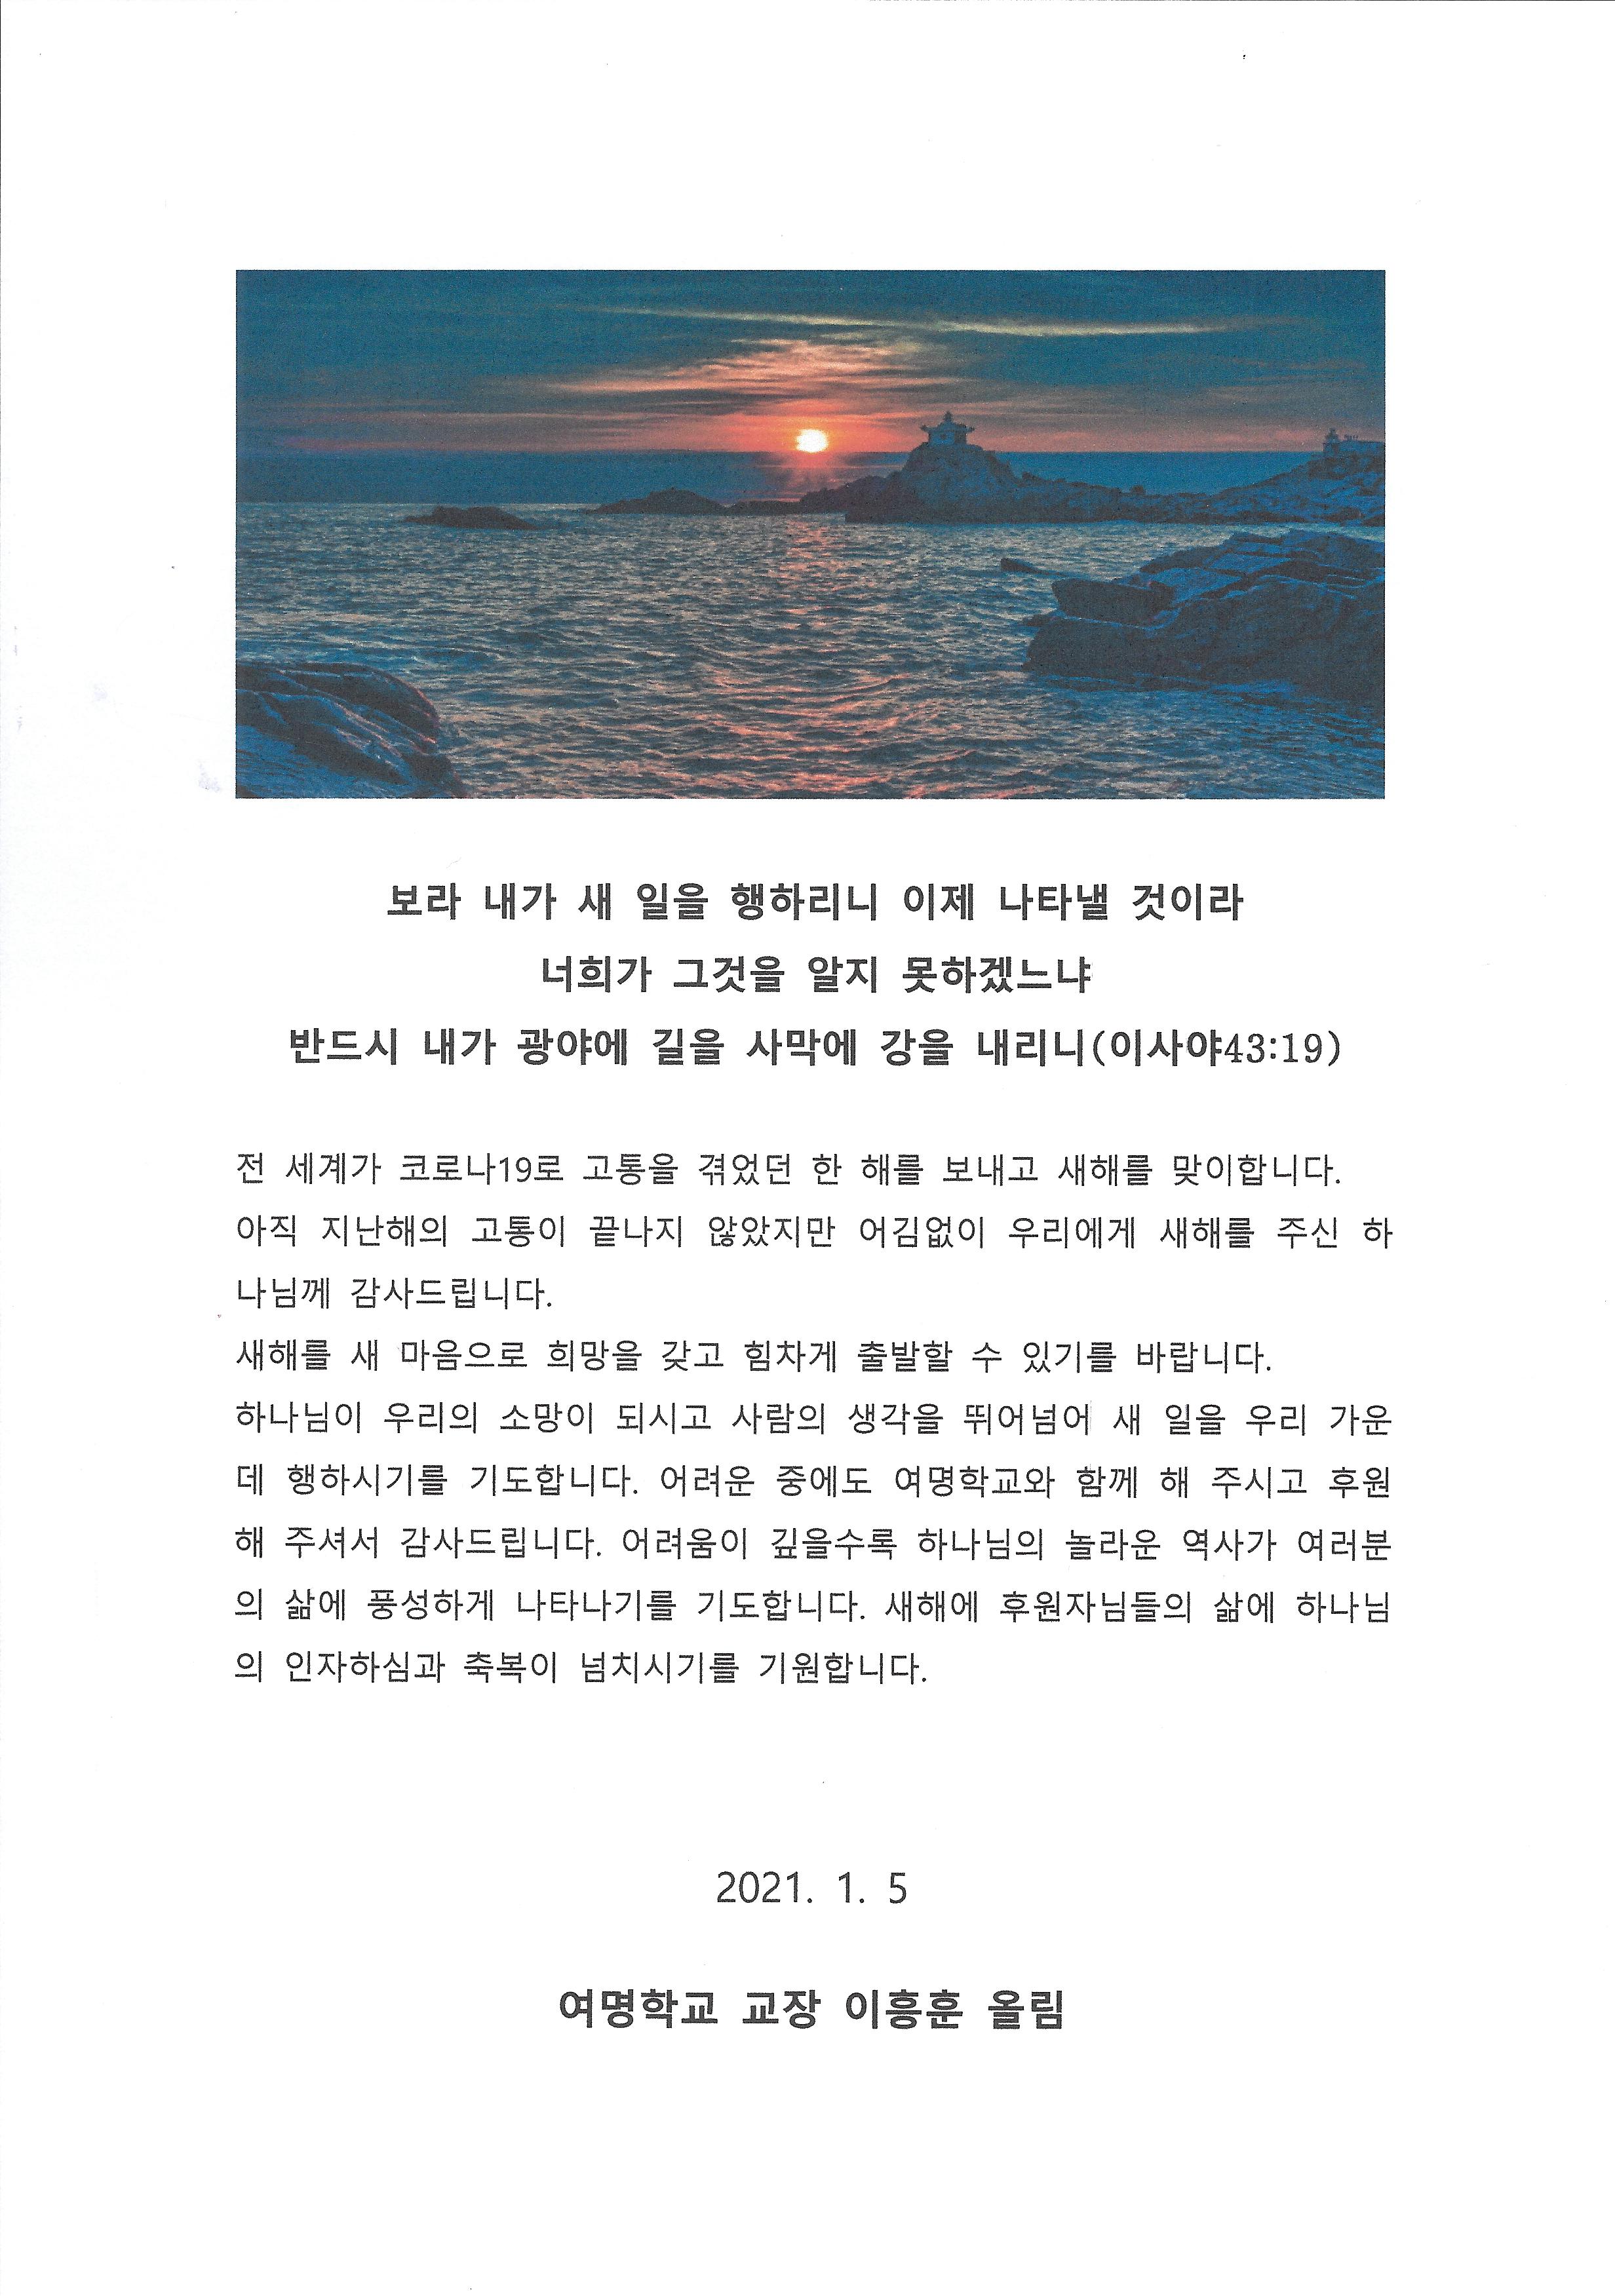 보라 내가 새 일을 행하리니 이제 나타낼 것이라
너희가 그것을 알지 못하겠느냐
반드시 내가 광야에 길을 사막에 강을 내리니(이사야43:19)
전 세계가 코로나19로 고통을 겪었던 한 해를 보내고 새해를 맞이합니다.
아직 지난해의 고통이 끝나지 않았지만 어김없이 우리에게 새해를 주신 하
나님께 감사드립니다.
새해를 새 마음으로 희망을 갖고 힘차게 출발할 수 있기를 바랍니다.
하나님이 우리의 소망이 되시고 사람의 생각을 뛰어넘어 새 일을 우리 가운
데 행하시기를 기도합니다. 어려운 중에도 여명학교와 함께 해 주시고 후원
해 주셔서 감사드립니다. 어려움이 깊을수록 하나님의 놀라운 역사가 여러분
의 삶에 풍성하게 나타나기를 기도합니다. 새해에 후원자님들의 삶에 하나님
의 인자하심과 축복이 넘치시기를 기원합니다.
2021. 1. 5
여명학교 교장 이흥훈 올림